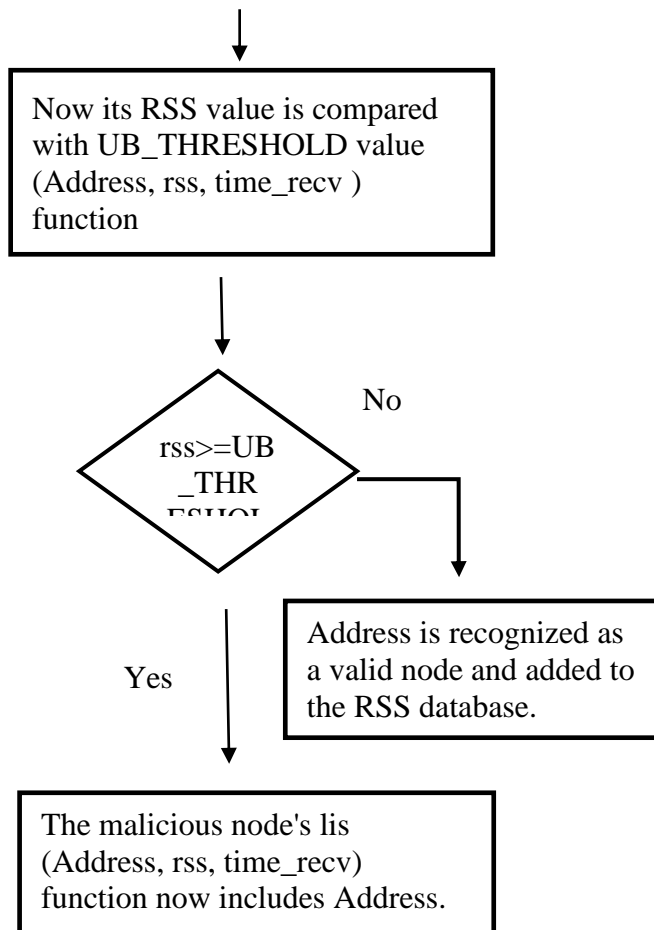 Now its RSS value is compared
with UB_THRESHOLD value
(Address, rss, time_recv )
function
No
rss>=UB
_THR
Address is recognized as
a valid node and added to
the RSS database.
Yes
The malicious node's lis
(Address, rss, time_recv)
function now includes Address.